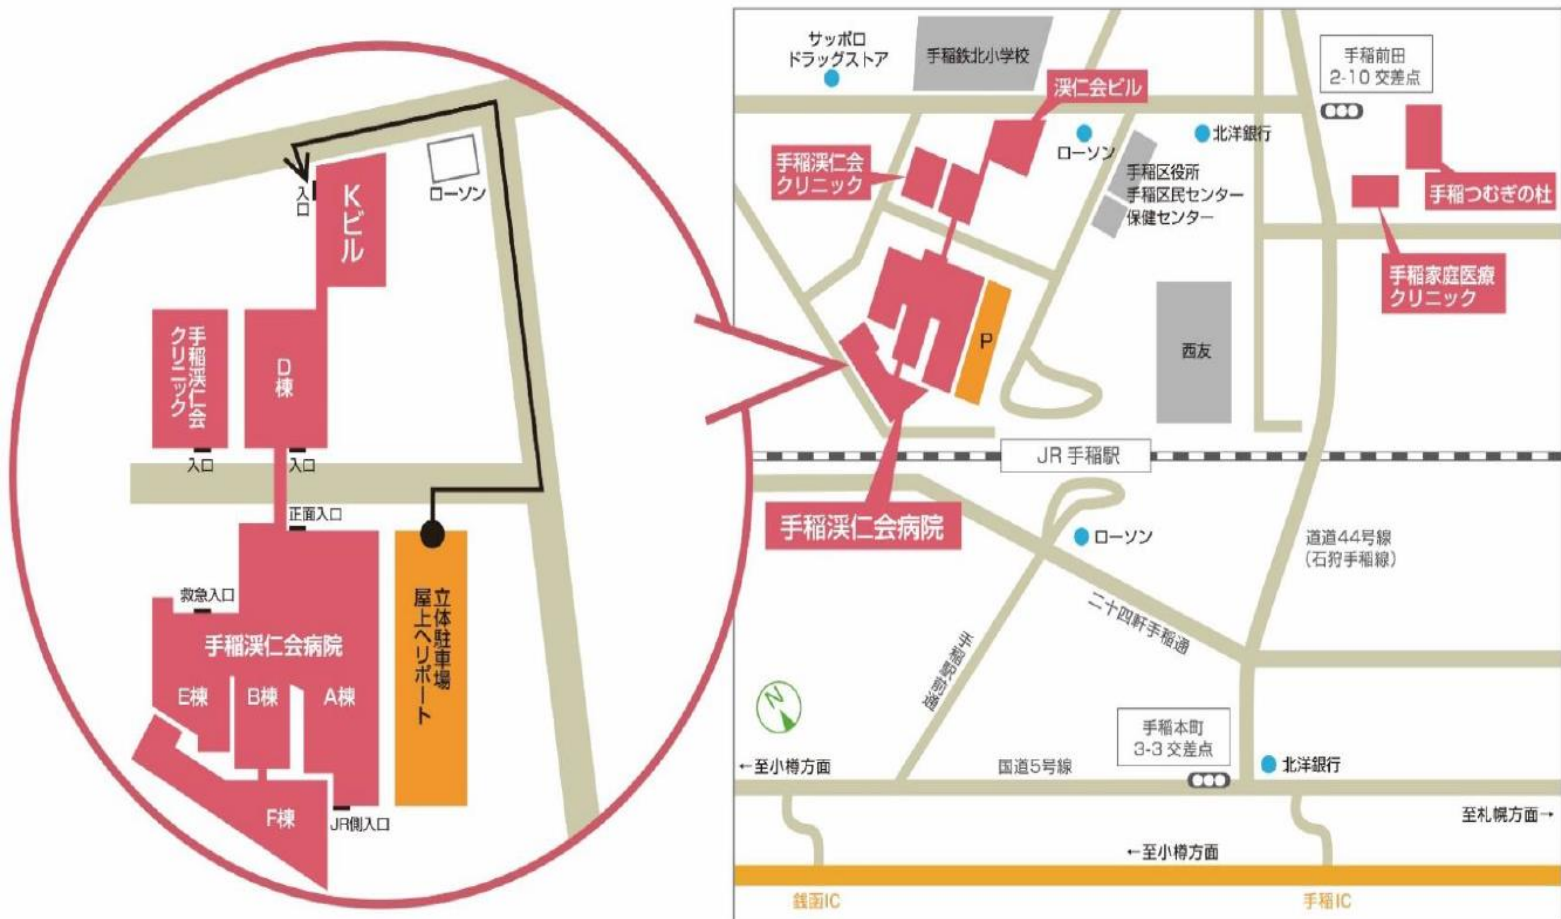 入口
Kビル
ローソン
手稲渓仁会
クリニック
D
棟
入口
入口
正面入口
救急入口
手稲渓仁会病院
E棟
B棟
A棟
立体駐車場
屋上ヘリポート
F棟
JR側入口
サッポロ
ドラッグストア
手稲鉄北小学校
手稲前田
2-10 交差点
渓仁会ビル
ローソン
北洋銀行
手稲渓仁会
クリニック
手稲区役所
手稲区民センター
保健センター
手稲つむぎの杜
手稲家庭医療
クリニック
P
西友
JR 手稲駅
手稲渓仁会病院
ローソン
道道44号線
(石狩手稲線)
二十四軒手稲通
手稲駅前通
N
手稲本町
3-3 交差点
←至小樽方面
国道5号線
北洋銀行
至札幌方面→
←至小樽方面
銭函IC
手稲IC